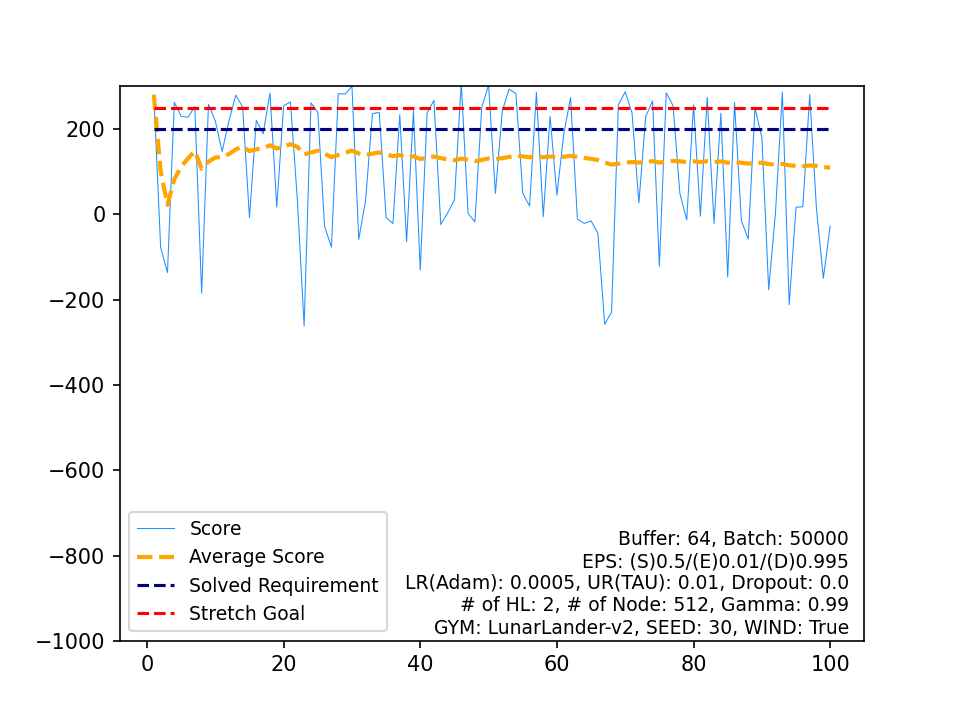 200
0
−200
−400
−600
−800
−1000
0
20
40
60
80
100
Score
Average Score
Solved Requirement
Stretch Goal
Buffer: 64, Batch: 50000
EPS: (S)0.5/(E)0.01/(D)0.995
LR(Adam): 0.0005, UR(TAU): 0.01, Dropout: 0.0
# of HL: 2, # of Node: 512, Gamma: 0.99
GYM: LunarLander-v2, SEED: 30, WIND: True